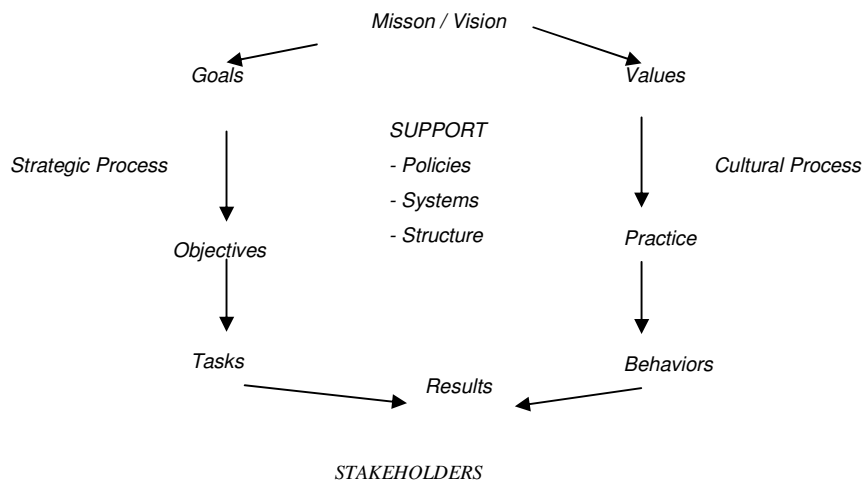 Misson / Vision
Goals
Values
SUPPORT
- Policies
- Systems
- Structure
Strategic Process
Cultural Process
Objectives
Practice
Tasks
Behaviors
Results
STAKEHOLDERS